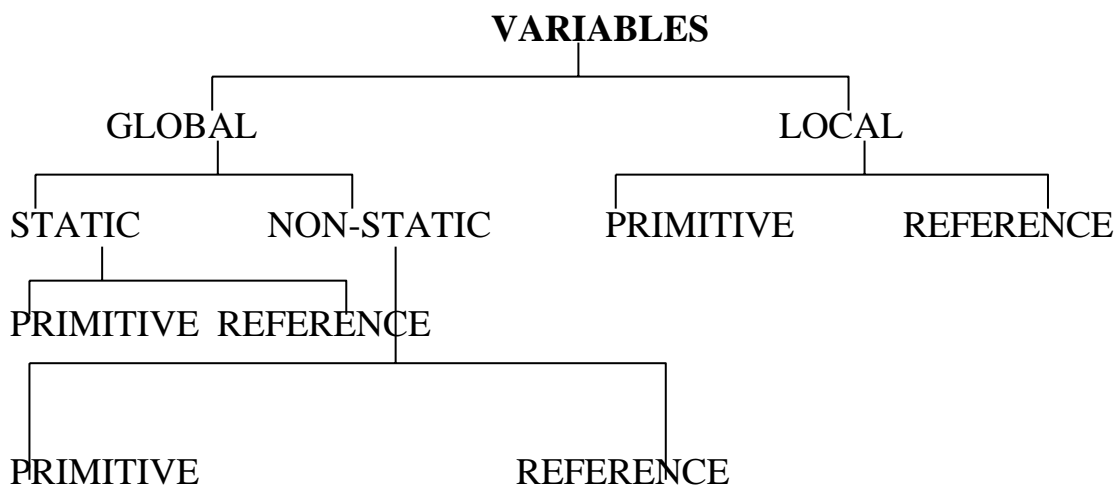 VARIABLES
GLOBAL LOCAL
STATIC NON-STATIC PRIMITIVE REFERENCE
PRIMITIVE REFERENCE
PRIMITIVE REFERENCE